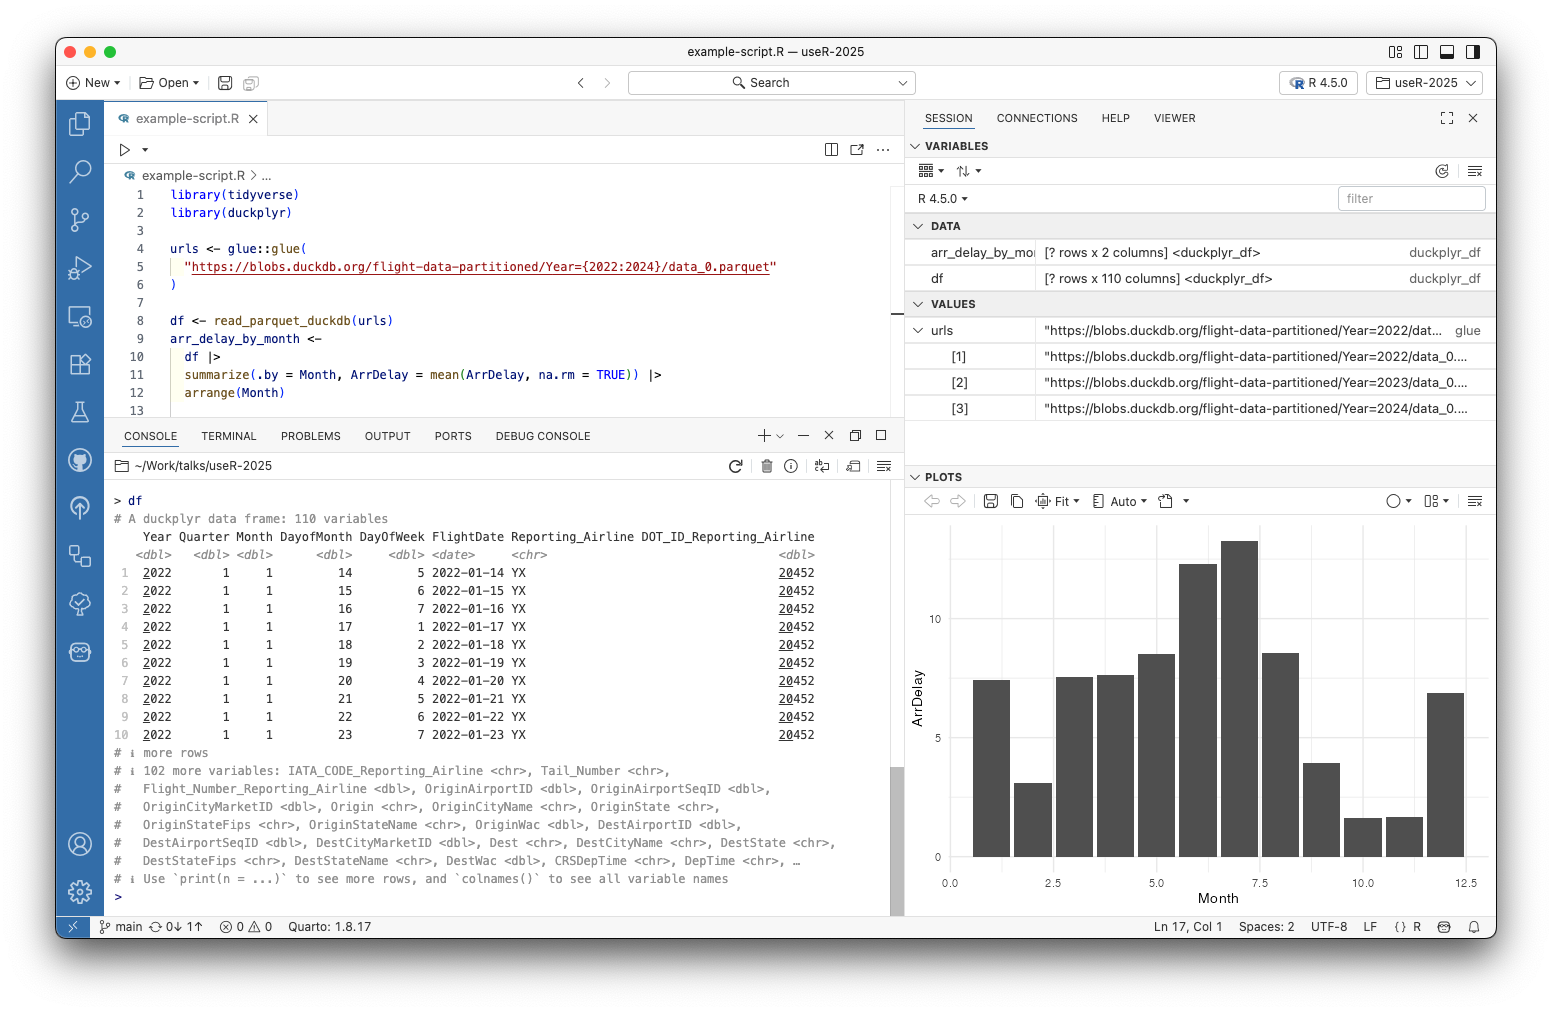 example-script.R — useR-2025
New Open Search R 4.5.0 useR-2025
example-script.R
example-script.R > ...
1 library(tidyverse)
2 library(duckplyr)
3
4 urls <- glue::glue(
5 "https://blobs.duckdb.org/flight-data-partitioned/Year={2022:2024}/data_0.parquet"
6 )
7
8 df <- read_parquet_duckdb(urls)
9 arr_delay_by_month <-
10 df |>
11 summarize(.by = Month, ArrDelay = mean(ArrDelay, na.rm = TRUE)) |>
12 arrange(Month)
13
CONSOLE TERMINAL PROBLEMS OUTPUT PORTS DEBUG CONSOLE
~/Work/talks/useR-2025
> df
# A duckplyr data frame: 110 variables
Year Quarter Month DayofMonth DayOfWeek FlightDate Reporting_Airline DOT_ID_Reporting_Airline
<dbl> <dbl> <dbl> <dbl> <dbl> <date> <chr> <dbl>
1 2022 1 1 14 5 2022-01-14 YX 20452
2 2022 1 1 15 6 2022-01-15 YX 20452
3 2022 1 1 16 7 2022-01-16 YX 20452
4 2022 1 1 17 1 2022-01-17 YX 20452
5 2022 1 1 18 2 2022-01-18 YX 20452
6 2022 1 1 19 3 2022-01-19 YX 20452
7 2022 1 1 20 4 2022-01-20 YX 20452
8 2022 1 1 21 5 2022-01-21 YX 20452
9 2022 1 1 22 6 2022-01-22 YX 20452
10 2022 1 1 23 7 2022-01-23 YX 20452
# ℹ more rows
# ℹ 102 more variables: IATA_CODE_Reporting_Airline <chr>, Tail_Number <chr>,
# Flight_Number_Reporting_Airline <dbl>, OriginAirportID <dbl>, OriginAirportSeqID <dbl>,
# OriginCityMarketID <dbl>, Origin <chr>, OriginCityName <chr>, OriginState <chr>,
# OriginStateFips <chr>, OriginStateName <chr>, OriginWac <dbl>, DestAirportID <dbl>,
# DestAirportSeqID <dbl>, DestCityMarketID <dbl>, Dest <chr>, DestCityName <chr>, DestState <chr>,
# DestStateFips <chr>, DestStateName <chr>, DestWac <dbl>, CRSDepTime <chr>, DepTime <chr>, …
# ℹ Use `print(n = ...)` to see more rows, and `colnames()` to see all variable names
>
SESSION CONNECTIONS HELP VIEWER
VARIABLES
R 4.5.0 filter
DATA
arr_delay_by_mo [? rows x 2 columns] <duckplyr_df> duckplyr_df
df [? rows x 110 columns] <duckplyr_df> duckplyr_df
VALUES
urls "https://blobs.duckdb.org/flight-data-partitioned/Year=2022/dat... glue
[1] "https://blobs.duckdb.org/flight-data-partitioned/Year=2022/data_0....
[2] "https://blobs.duckdb.org/flight-data-partitioned/Year=2023/data_0....
[3] "https://blobs.duckdb.org/flight-data-partitioned/Year=2024/data_0....
PLOTS
Fit Auto
10
5
0
ArrDelay
0.0 2.5 5.0 7.5 10.0 12.5
Month
main 0↓ 1↑ 0 0 Quarto: 1.8.17 Ln 17, Col 1 Spaces: 2 UTF-8 LF {} R